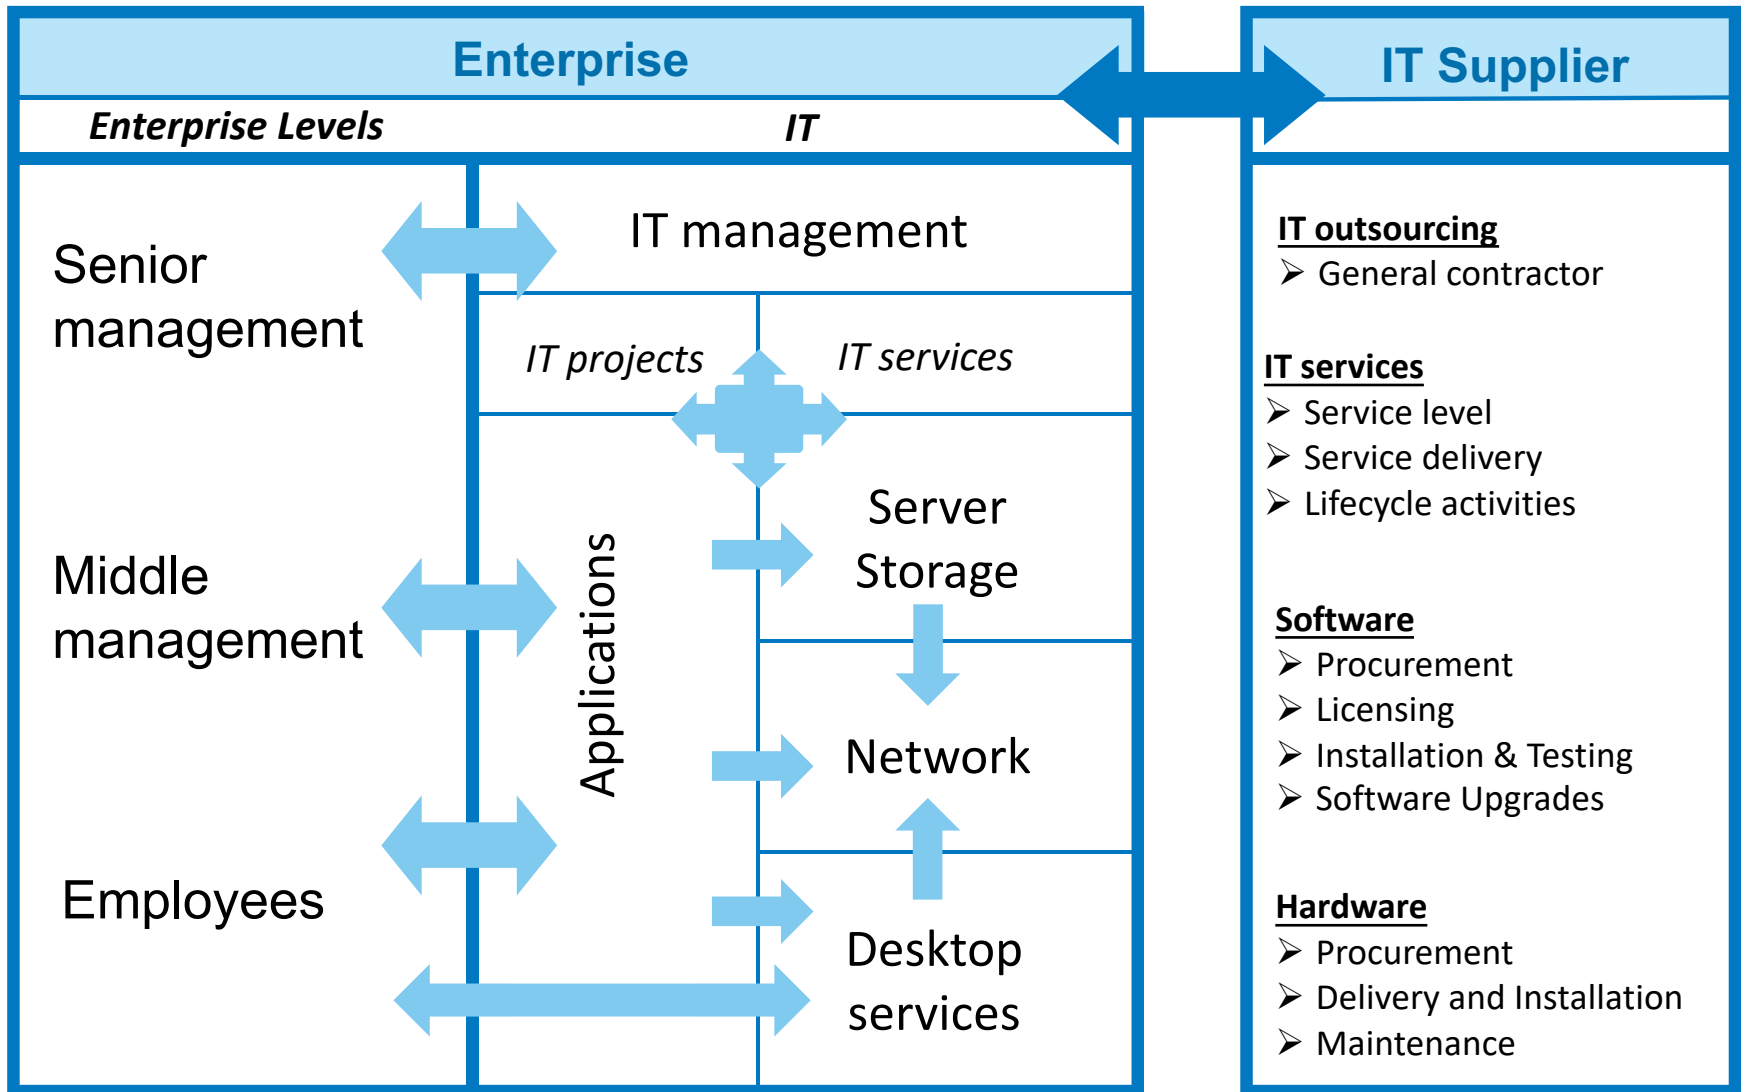 Enterprise
Enterprise Levels
IT
Senior
management
Middle
management
Employees
IT management
IT projects
IT services
Applications
Server
Storage
Network
Desktop
services
IT Supplier
IT outsourcing
➢ General contractor
IT services
➢ Service level
➢ Service delivery
➢ Lifecycle activities
Software
➢ Procurement
➢ Licensing
➢ Installation & Testing
➢ Software Upgrades
Hardware
➢ Procurement
➢ Delivery and Installation
➢ Maintenance